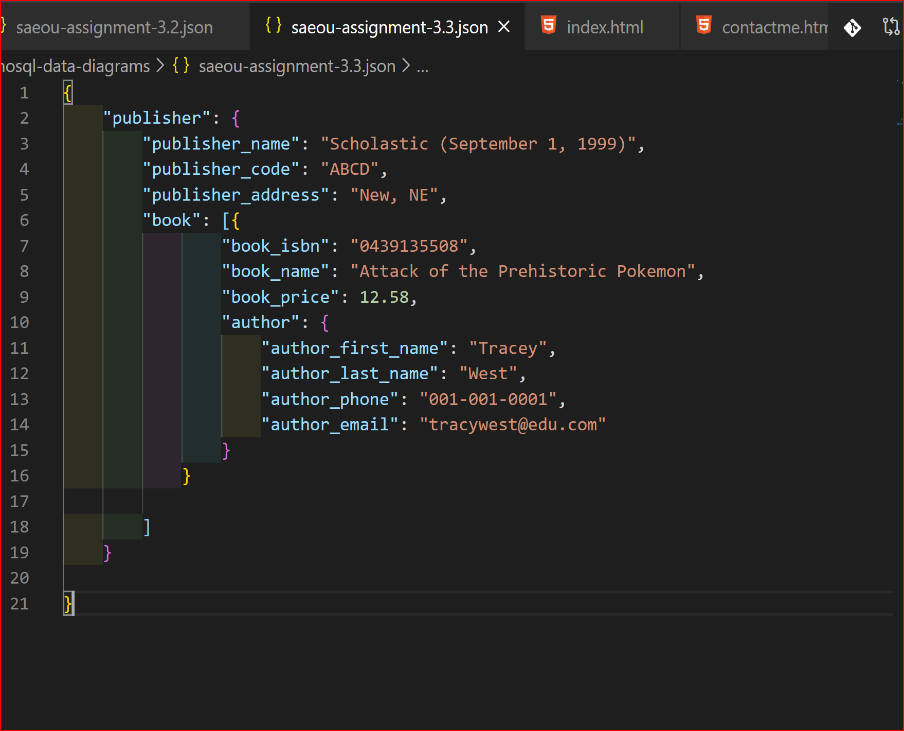 saeou-assignment-3.2.json
{} saeou-assignment-3.3.json ×
index.html
contactme.htm
nosql-data-diagrams > {} saeou-assignment-3.3.json > ...
1 {
2 "publisher": {
3 "publisher_name": "Scholastic (September 1, 1999)",
4 "publisher_code": "ABCD",
5 "publisher_address": "New, NE",
6 "book": [{
7 "book_isbn": "0439135508",
8 "book_name": "Attack of the Prehistoric Pokemon",
9 "book_price": 12.58,
10 "author": {
11 "author_first_name": "Tracey",
12 "author_last_name": "West",
13 "author_phone": "001-001-0001",
14 "author_email": "tracywest@edu.com"
15 }
16 }
17
18 ]
19 }
20
21 }